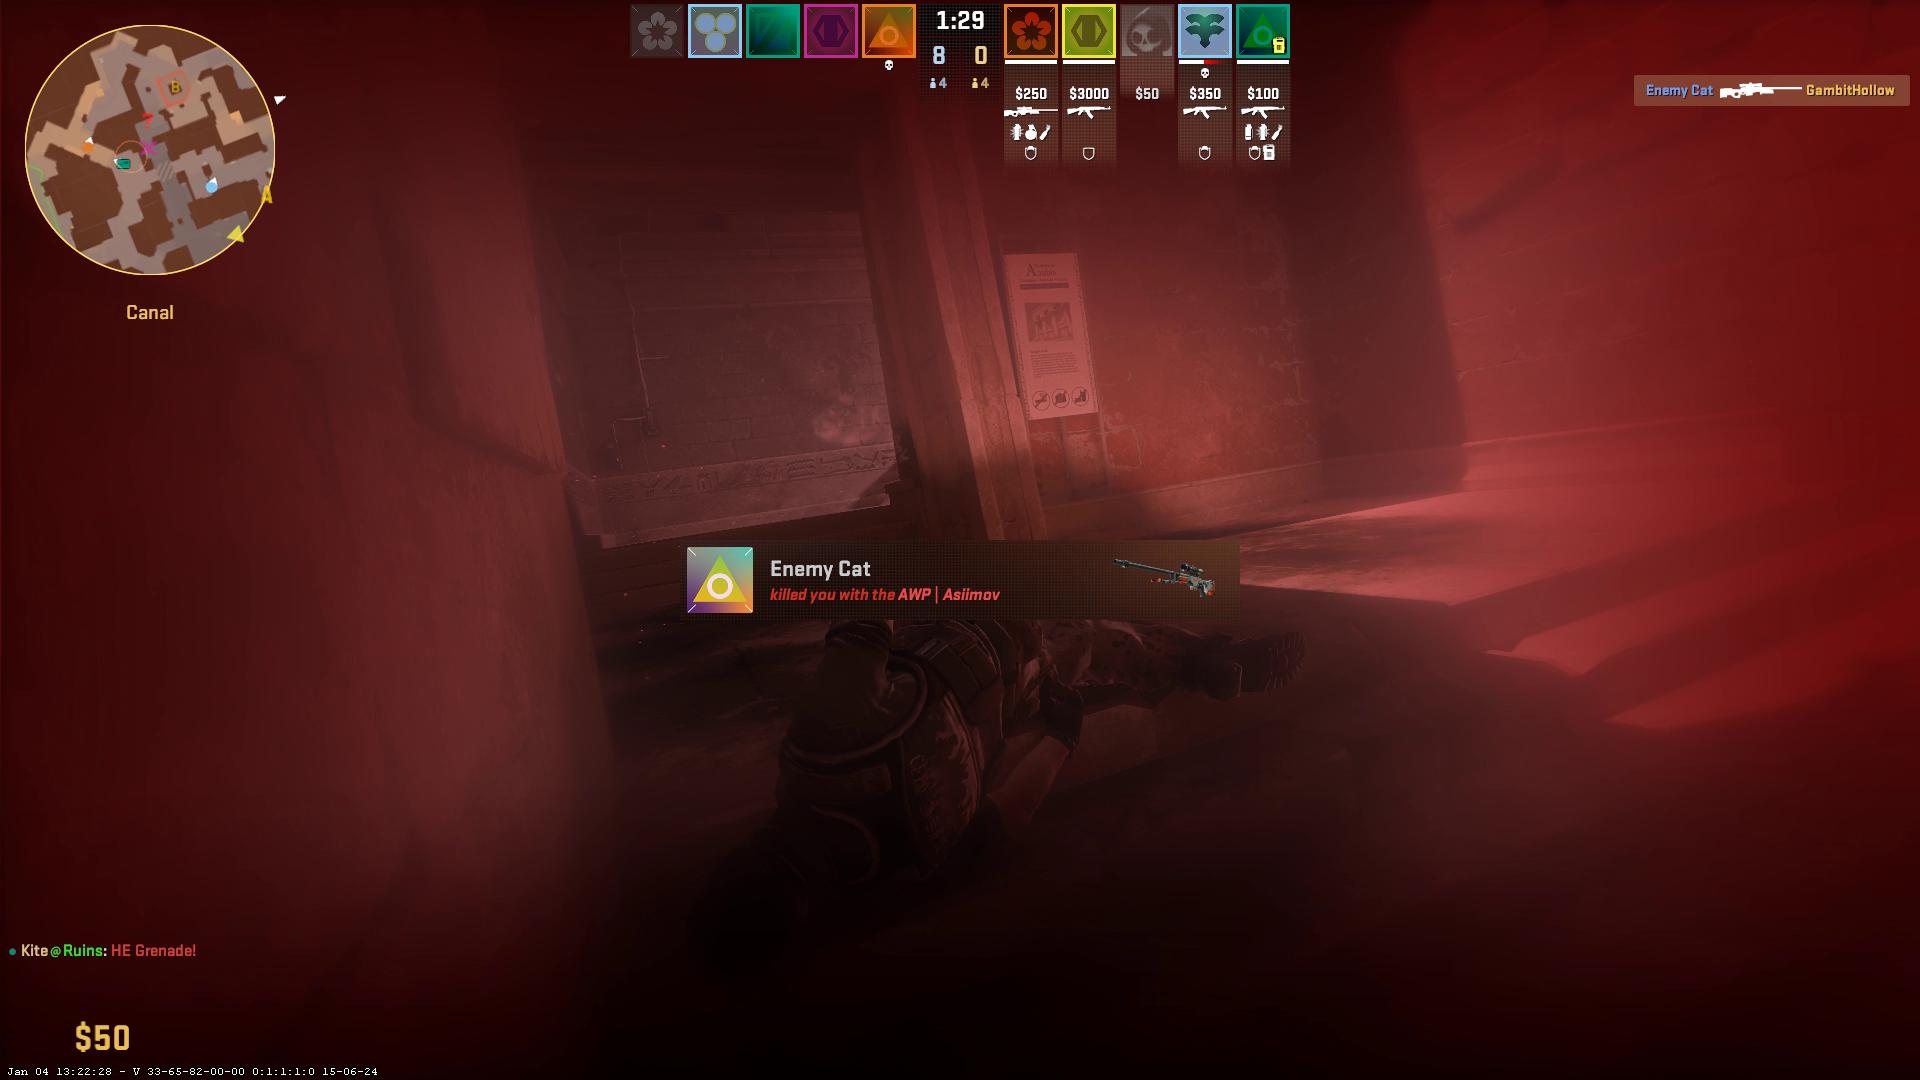 1:29
8 0
4 4
$250 $3000 $50 $350 $100
Enemy Cat GambitHollow
B
?
A
Canal
Anubis
Enemy Cat
killed you with the AWP | Asiimov
Kite@Ruins: HE Grenade!
$50
Jan 04 13:22:28 - V 33-65-82-00-00 0:1:1:1:0 15-06-24